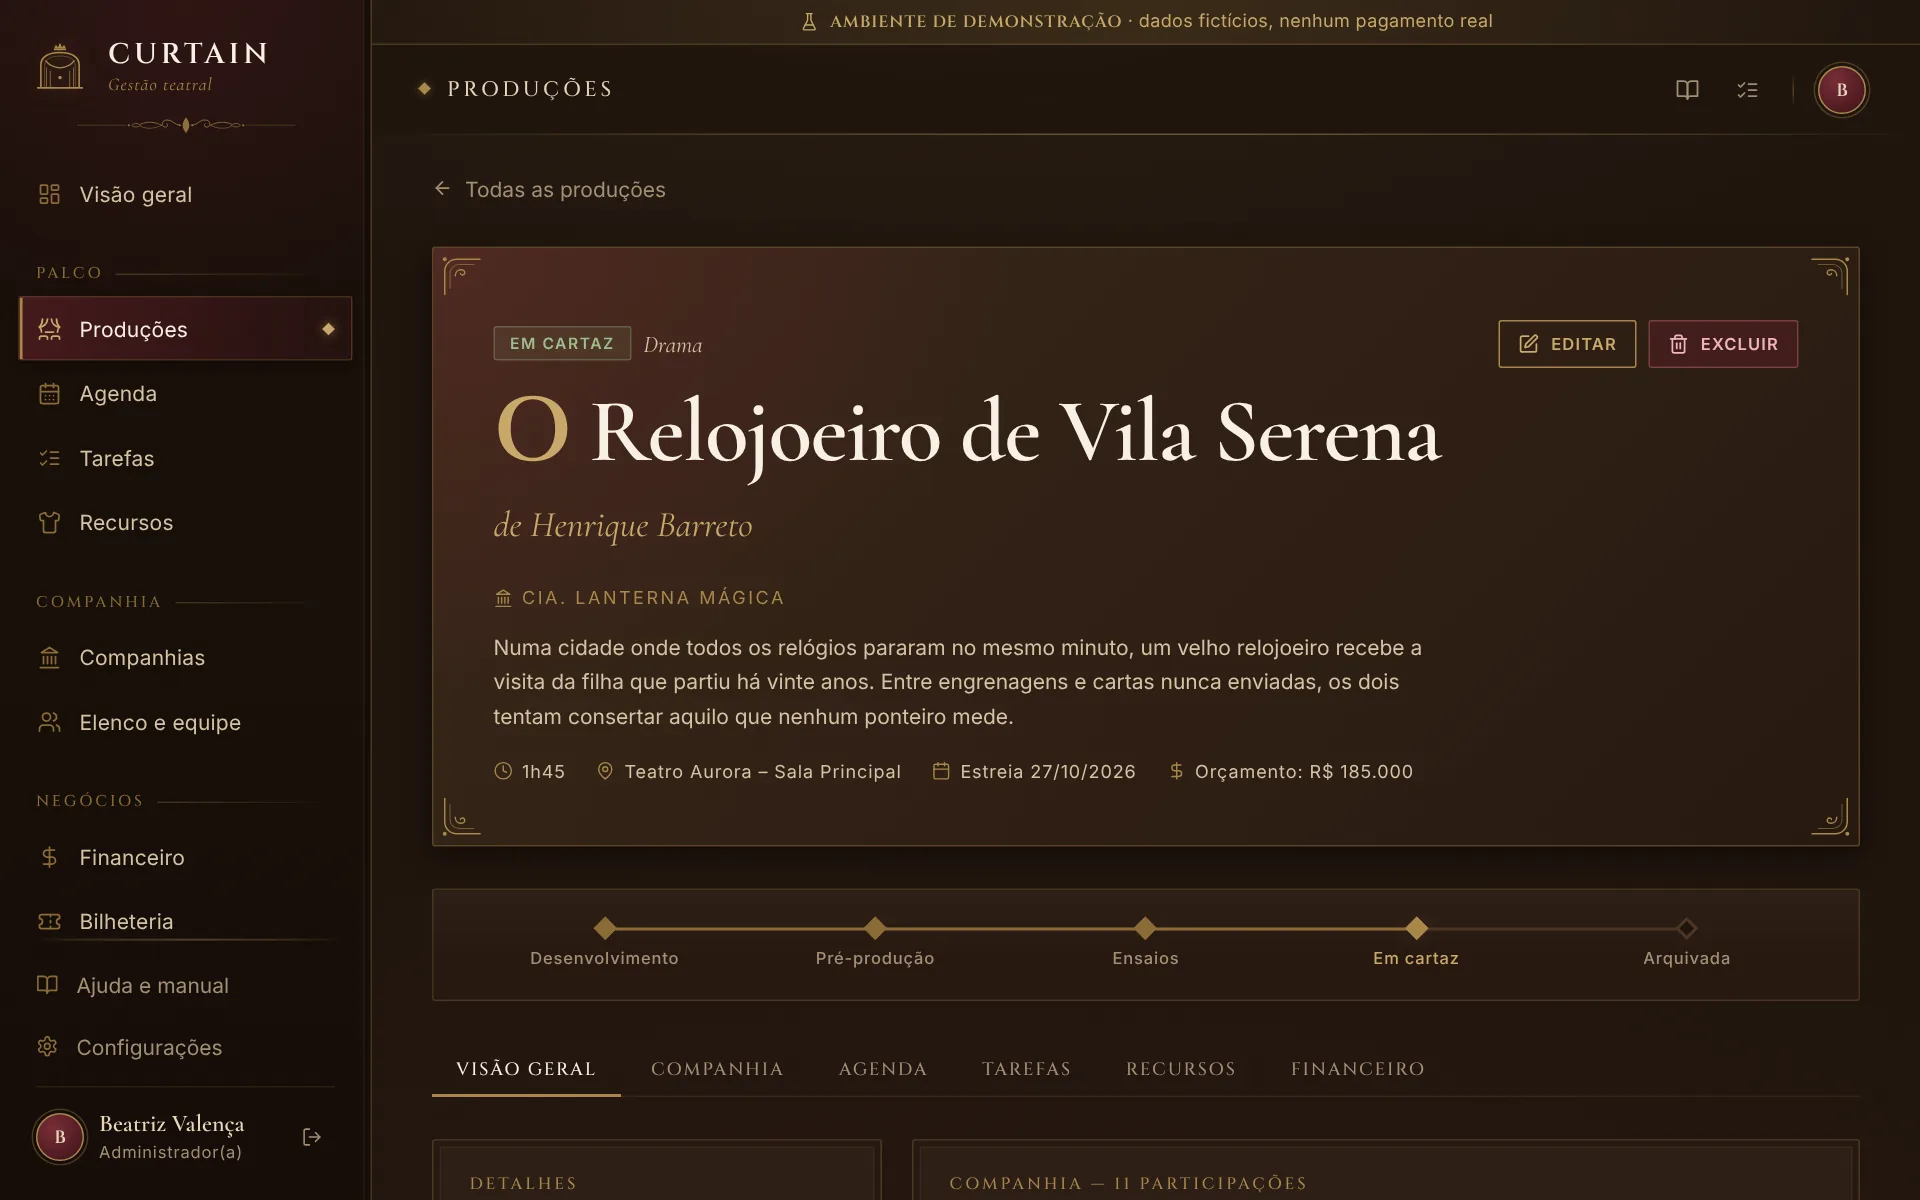 CURTAIN
Gestão teatral
Visão geral
PALCO
Produções
Agenda
Tarefas
Recursos
COMPANHIA
Companhias
Elenco e equipe
NEGÓCIOS
Financeiro
Bilheteria
Ajuda e manual
Configurações
B
Beatriz Valença
Administrador(a)
AMBIENTE DE DEMONSTRAÇÃO · dados fictícios, nenhum pagamento real
PRODUÇÕES
B
Todas as produções
EM CARTAZ Drama
EDITAR
EXCLUIR
O Relojoeiro de Vila Serena
de Henrique Barreto
CIA. LANTERNA MÁGICA
Numa cidade onde todos os relógios pararam no mesmo minuto, um velho relojoeiro recebe a
visita da filha que partiu há vinte anos. Entre engrenagens e cartas nunca enviadas, os dois
tentam consertar aquilo que nenhum ponteiro mede.
1h45 Teatro Aurora – Sala Principal Estreia 27/10/2026 Orçamento: R$ 185.000
Desenvolvimento Pré-produção Ensaios Em cartaz Arquivada
VISÃO GERAL COMPANHIA AGENDA TAREFAS RECURSOS FINANCEIRO
DETALHES
COMPANHIA — 11 PARTICIPAÇÕES